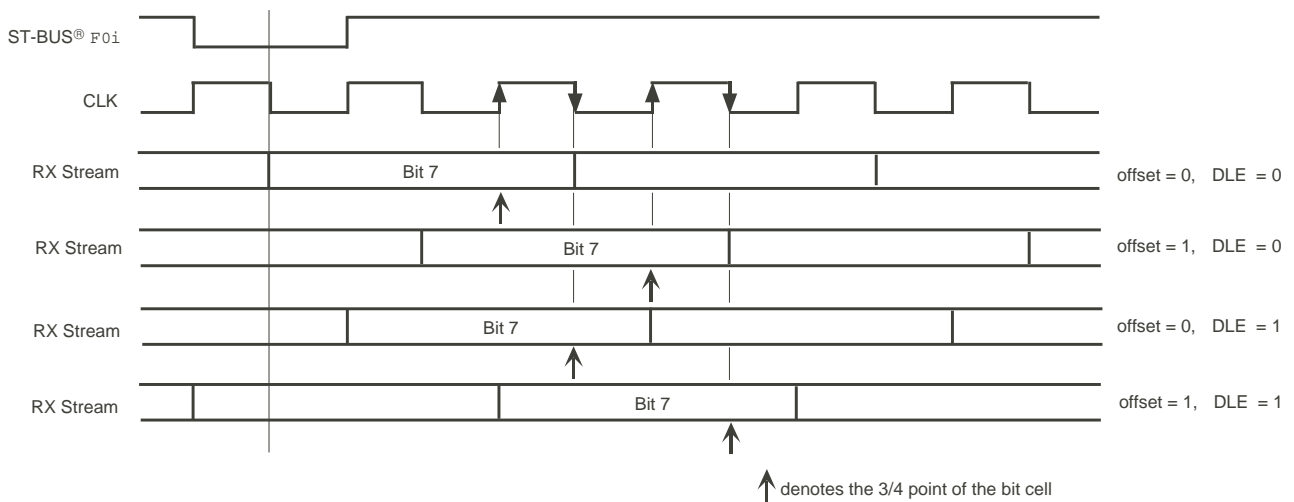 ST-BUS® F0i
CLK
RX Stream
Bit 7
offset = 0, DLE = 0
RX Stream
Bit 7
offset = 1, DLE = 0
RX Stream
Bit 7
offset = 0, DLE = 1
RX Stream
Bit 7
offset = 1, DLE = 1
denotes the 3/4 point of the bit cell